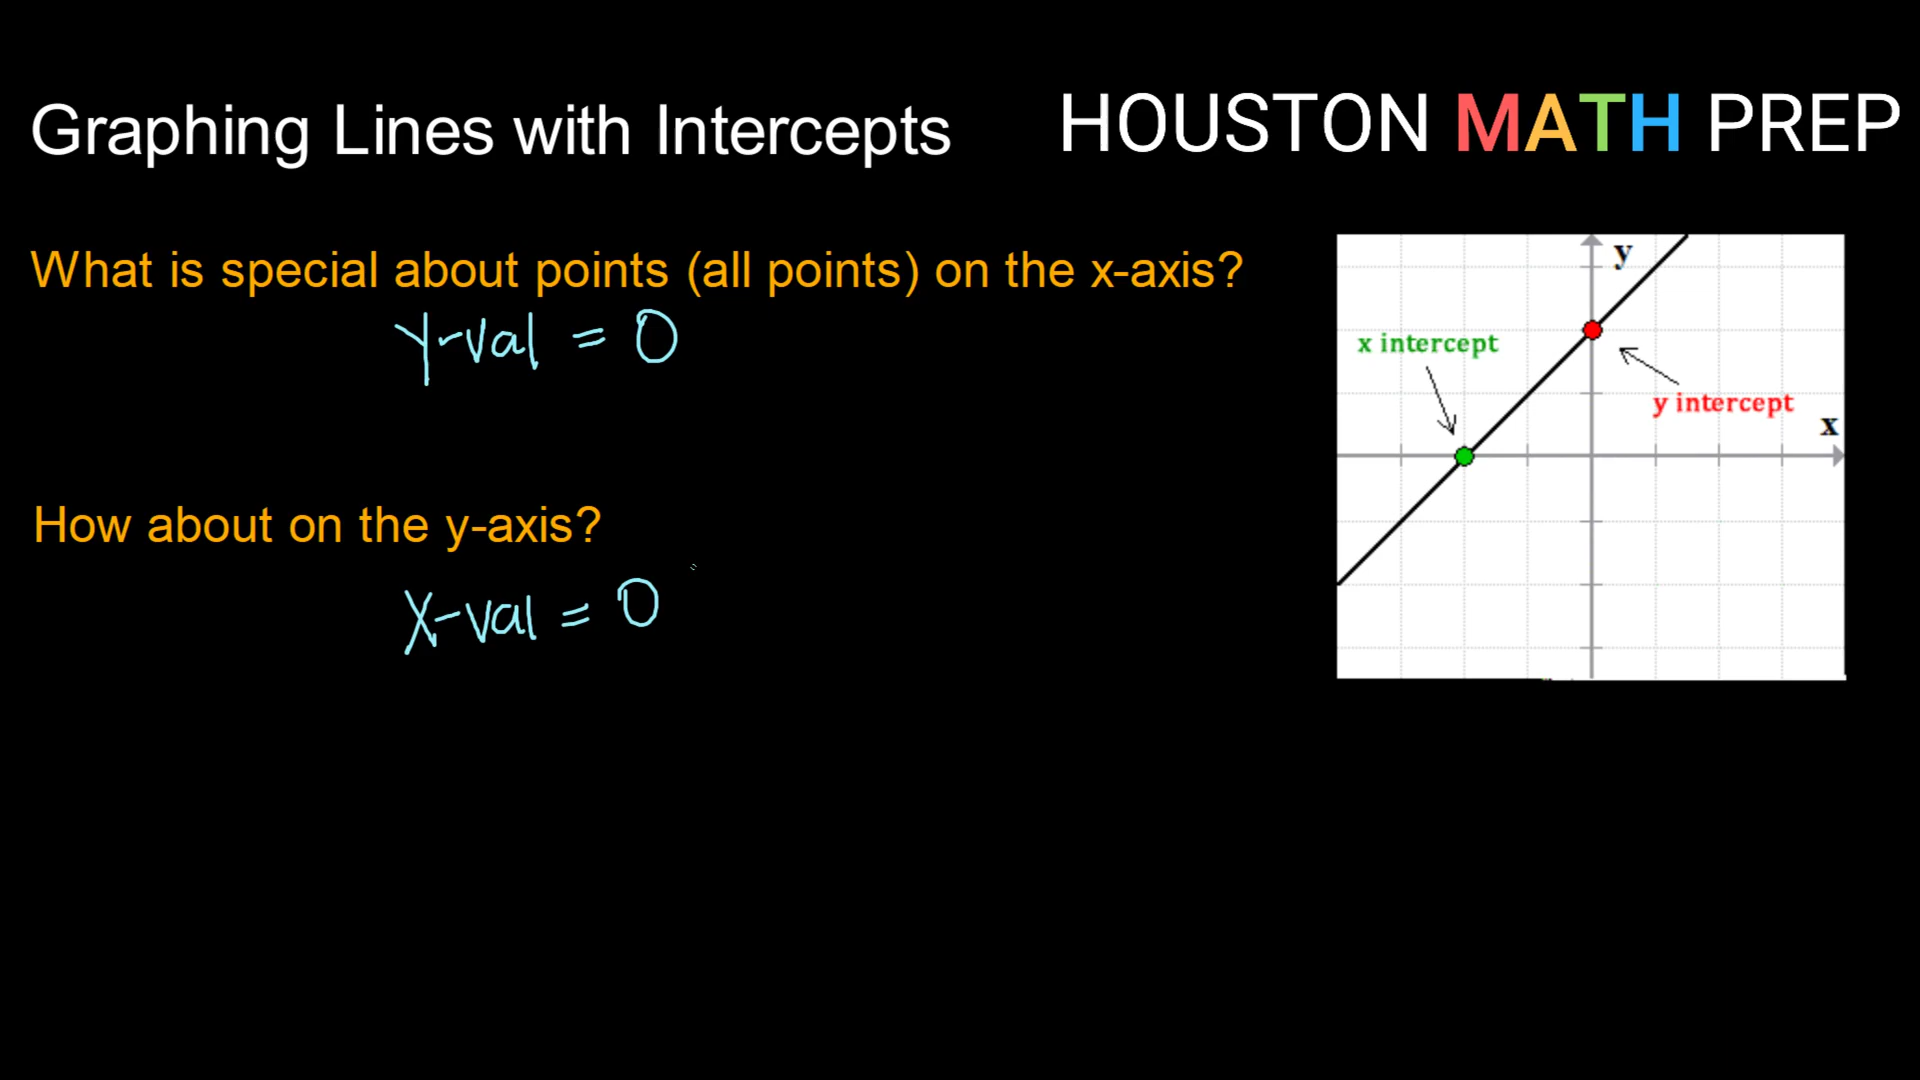 Graphing Lines with Intercepts
HOUSTON MATH PREP
What is special about points (all points) on the x-axis?
Y-val = 0
How about on the y-axis?
X-val = 0
y
x intercept
y intercept
x